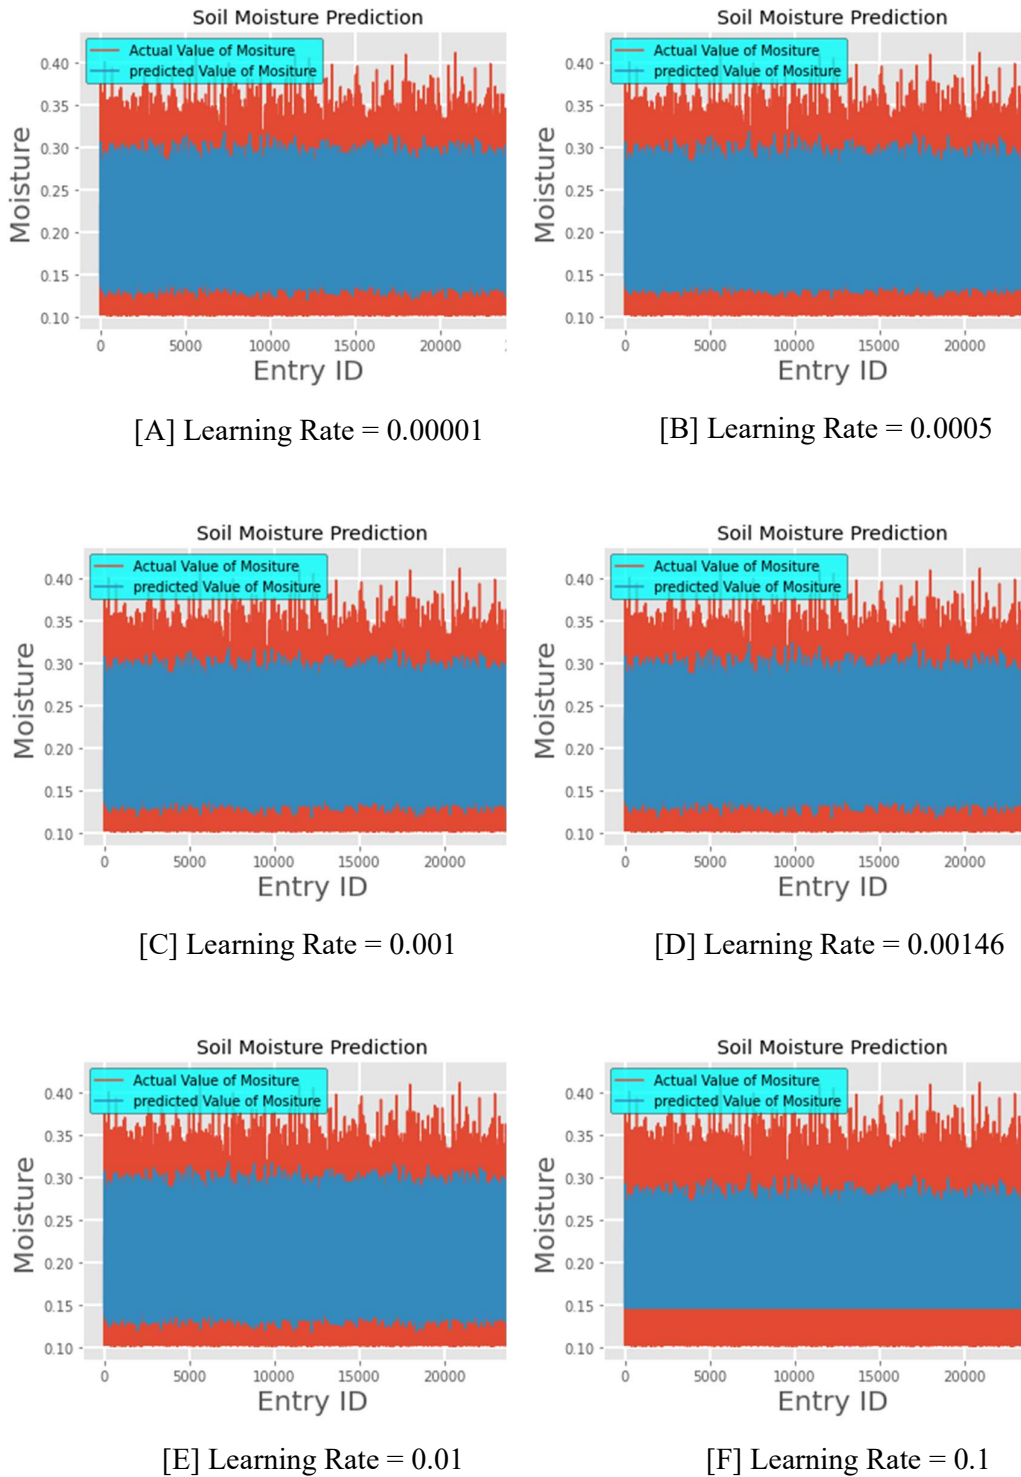 Soil Moisture Prediction
Actual Value of Mositure
predicted Value of Mositure
0.40
0.35
0.30
0.25
0.20
0.15
0.10
Moisture
0 5000 10000 15000 20000
Entry ID
[A] Learning Rate = 0.00001
Soil Moisture Prediction
Actual Value of Mositure
predicted Value of Mositure
0.40
0.35
0.30
0.25
0.20
0.15
0.10
Moisture
0 5000 10000 15000 20000
Entry ID
[B] Learning Rate = 0.0005
Soil Moisture Prediction
Actual Value of Mositure
predicted Value of Mositure
0.40
0.35
0.30
0.25
0.20
0.15
0.10
Moisture
0 5000 10000 15000 20000
Entry ID
[C] Learning Rate = 0.001
Soil Moisture Prediction
Actual Value of Mositure
predicted Value of Mositure
0.40
0.35
0.30
0.25
0.20
0.15
0.10
Moisture
0 5000 10000 15000 20000
Entry ID
[D] Learning Rate = 0.00146
Soil Moisture Prediction
Actual Value of Mositure
predicted Value of Mositure
0.40
0.35
0.30
0.25
0.20
0.15
0.10
Moisture
0 5000 10000 15000 20000
Entry ID
[E] Learning Rate = 0.01
Soil Moisture Prediction
Actual Value of Mositure
predicted Value of Mositure
0.40
0.35
0.30
0.25
0.20
0.15
0.10
Moisture
0 5000 10000 15000 20000
Entry ID
[F] Learning Rate = 0.1